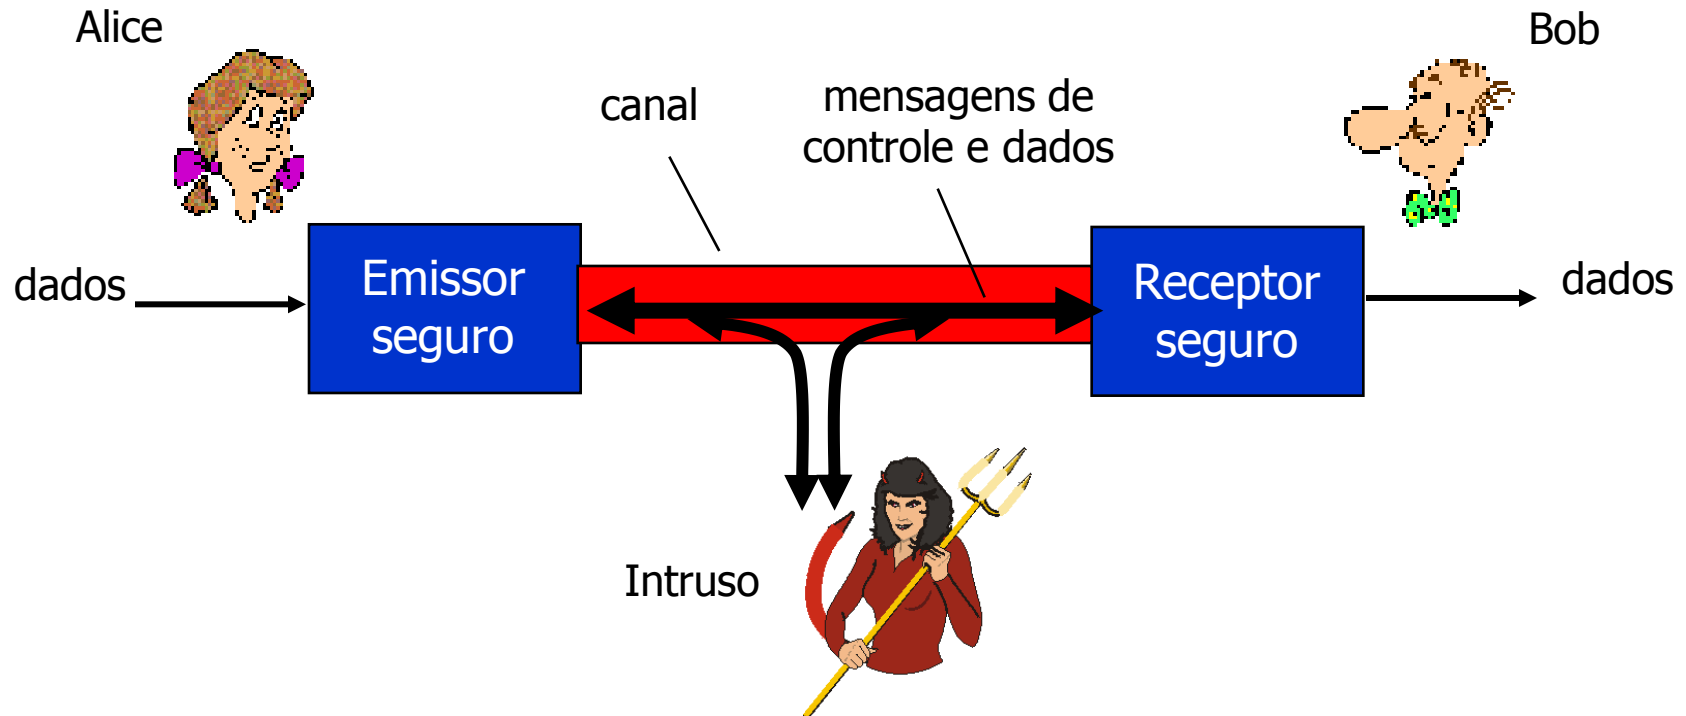 Alice
Bob
canal
mensagens de
controle e dados
dados
Emissor
seguro
Receptor
seguro
dados
Intruso